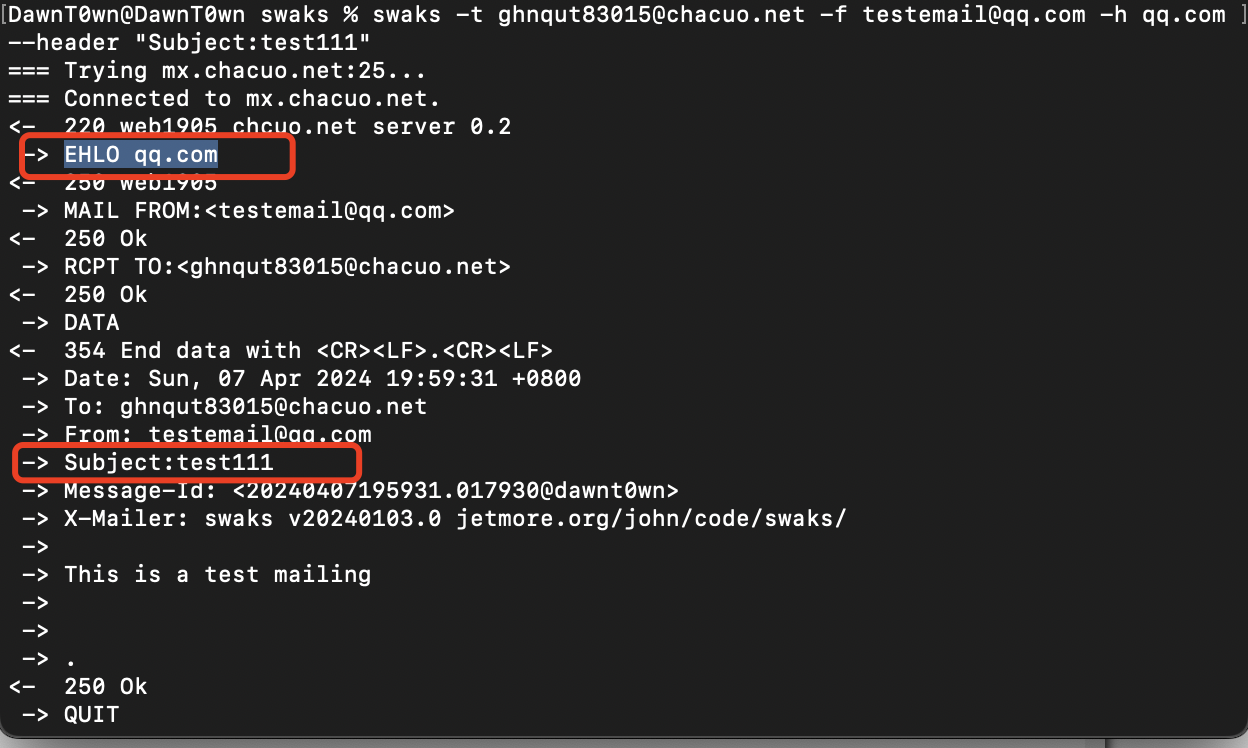 [DawnT0wn@DawnT0wn swaks % swaks -t ghnqut83015@chacuo.net -f testemail@qq.com -h qq.com ]
--header "Subject:test111"
=== Trying mx.chacuo.net:25...
=== Connected to mx.chacuo.net.
<-  220 web1905 chcuo.net server 0.2
 -> EHLO qq.com
<-  250 web1905
 -> MAIL FROM:<testemail@qq.com>
<-  250 Ok
 -> RCPT TO:<ghnqut83015@chacuo.net>
<-  250 Ok
 -> DATA
<-  354 End data with <CR><LF>.<CR><LF>
 -> Date: Sun, 07 Apr 2024 19:59:31 +0800
 -> To: ghnqut83015@chacuo.net
 -> From: testemail@qq.com
 -> Subject:test111
 -> Message-Id: <20240407195931.017930@dawnt0wn>
 -> X-Mailer: swaks v20240103.0 jetmore.org/john/code/swaks/
 ->
 -> This is a test mailing
 ->
 ->
 -> .
<-  250 Ok
 -> QUIT